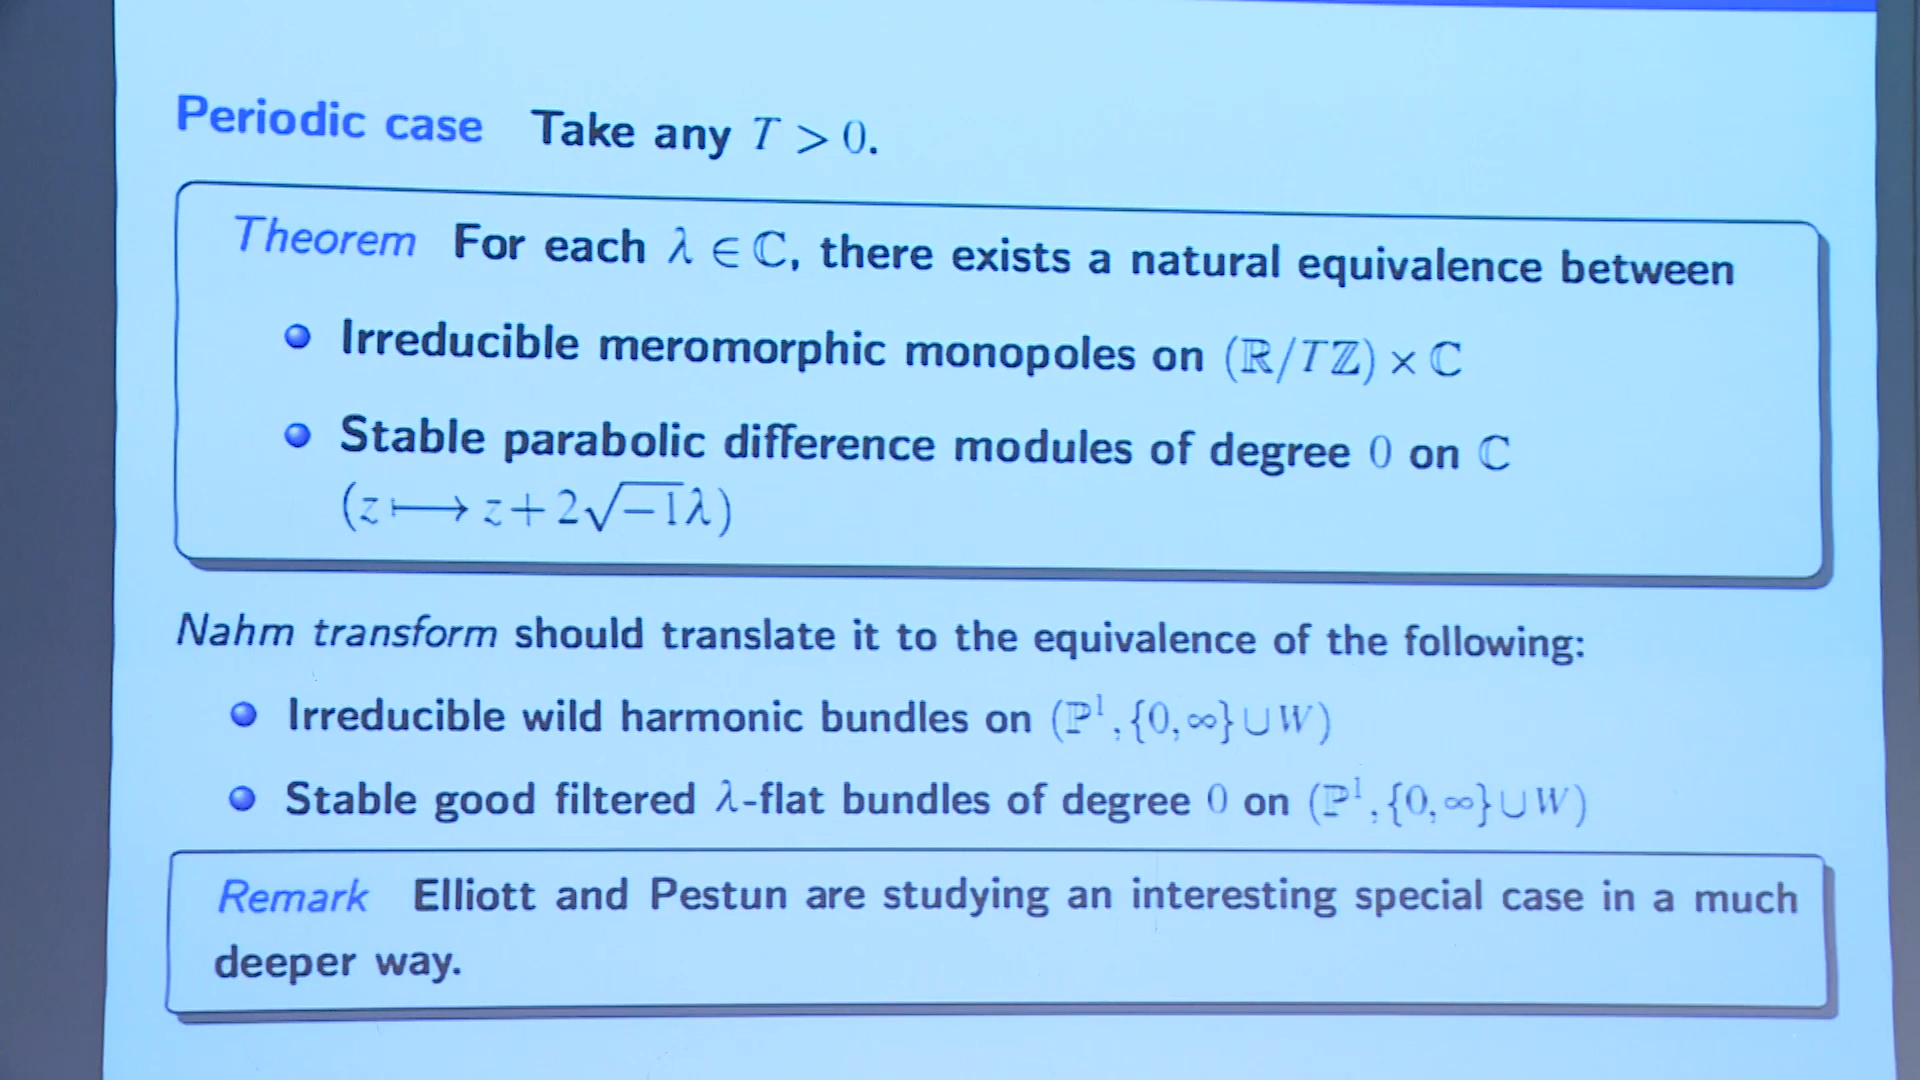 Periodic case Take any T > 0.
Theorem For each λ ∈ ℂ, there exists a natural equivalence between
Irreducible meromorphic monopoles on (ℝ/Tℤ) × ℂ
Stable parabolic difference modules of degree 0 on ℂ
(z ⟼ z + 2√−1λ)
Nahm transform should translate it to the equivalence of the following:
Irreducible wild harmonic bundles on (ℙ¹, {0, ∞} ∪ W)
Stable good filtered λ-flat bundles of degree 0 on (ℙ¹, {0, ∞} ∪ W)
Remark Elliott and Pestun are studying an interesting special case in a much
deeper way.